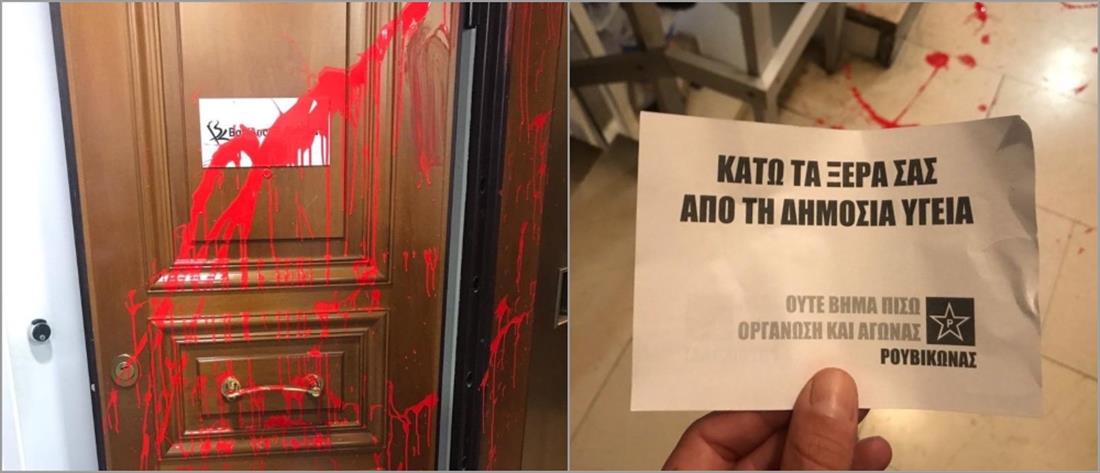 ΚΑΤΩ ΤΑ ΞΕΡΑ ΣΑΣ
ΑΠΟ ΤΗ ΔΗΜΟΣΙΑ ΥΓΕΙΑ
ΟΥΤΕ ΒΗΜΑ ΠΙΣΩ
ΟΡΓΑΝΩΣΗ ΚΑΙ ΑΓΩΝΑΣ
Ρ
ΡΟΥΒΙΚΩΝΑΣ